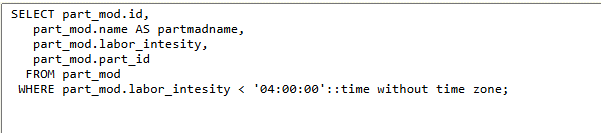 SELECT part_mod.id,
part_mod.name AS partmadname,
part_mod.labor_intesity,
part_mod.part_id
FROM part_mod
WHERE part_mod.labor_intesity < '04:00:00'::time without time zone;